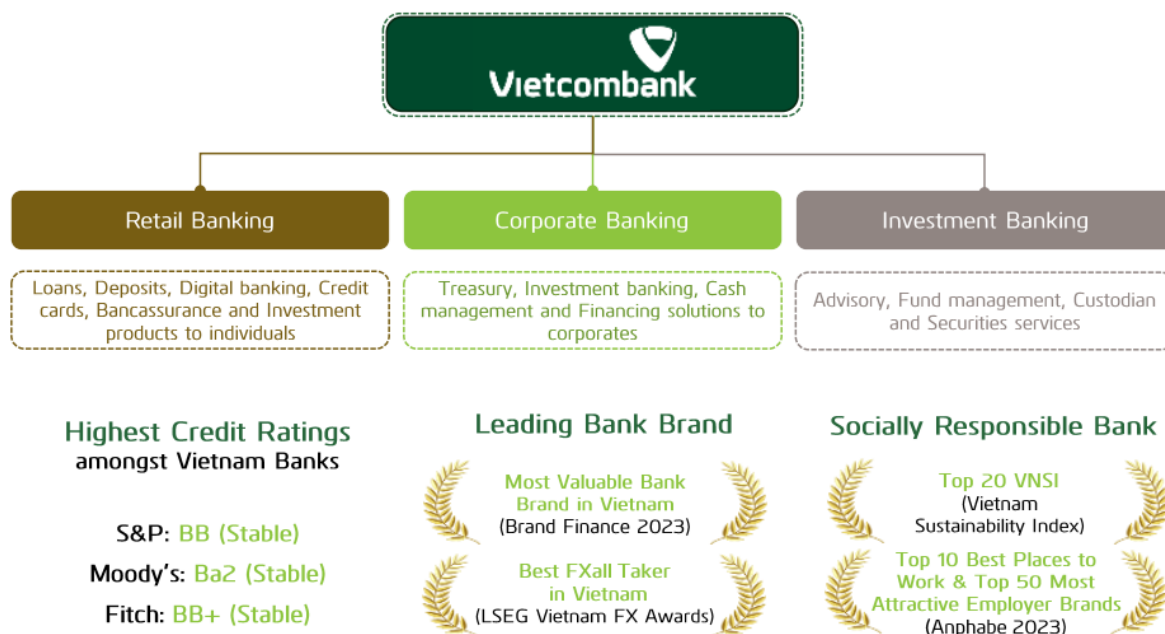 Vietcombank
Retail Banking
Loans, Deposits, Digital banking, Credit
cards, Bancassurance and Investment
products to individuals
Corporate Banking
Treasury, Investment banking, Cash
management and Financing solutions to
corporates
Investment Banking
Advisory, Fund management, Custodian
and Securities services
Highest Credit Ratings
amongst Vietnam Banks
S&P: BB (Stable)
Moody's: Ba2 (Stable)
Fitch: BB+ (Stable)
Leading Bank Brand
Most Valuable Bank
Brand in Vietnam
(Brand Finance 2023)
Best FXall Taker
in Vietnam
(LSEG Vietnam FX Awards)
Socially Responsible Bank
Top 20 VNSI
(Vietnam
Sustainability Index)
Top 10 Best Places to
Work & Top 50 Most
Attractive Employer Brands
(Anphabe 2023)